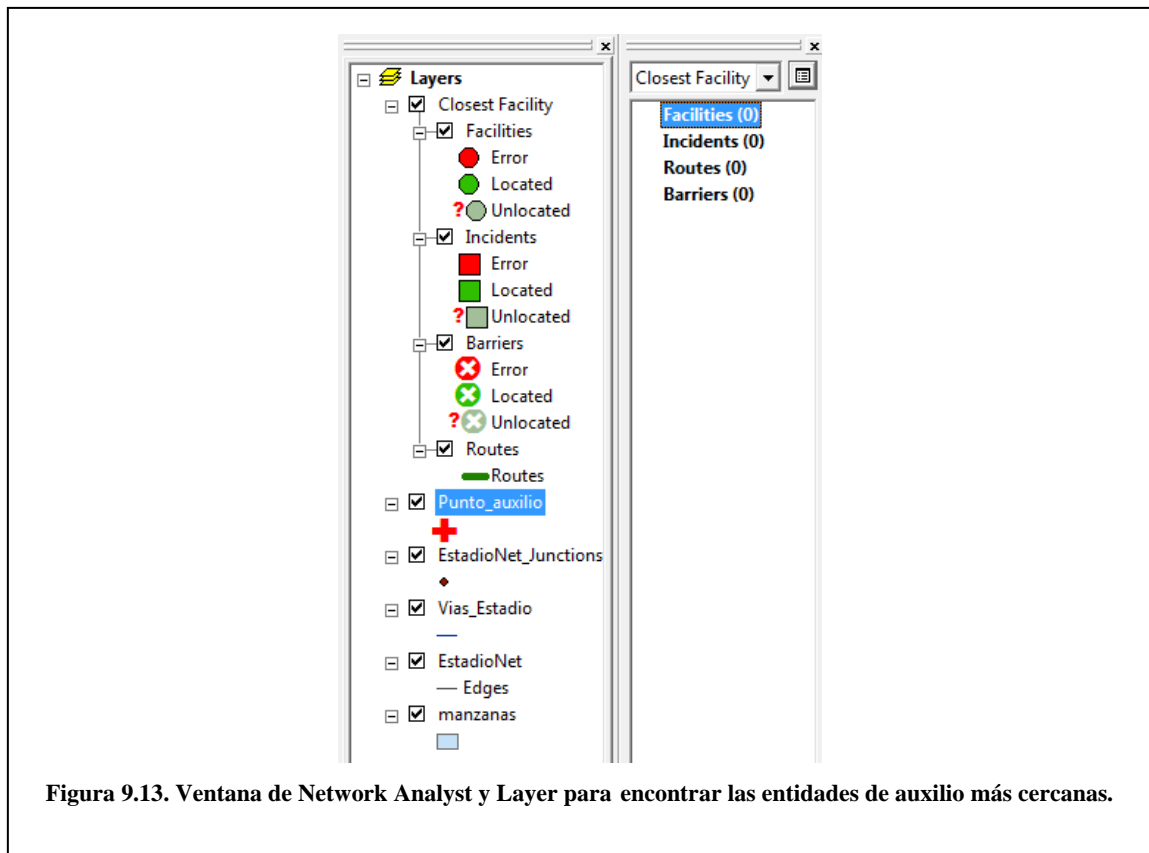 Layers
Closest Facility
Facilities
Error
Located
? Unlocated
Incidents
Error
Located
? Unlocated
Barriers
Error
Located
? Unlocated
Routes
Routes
Punto_auxilio
EstadioNet_Junctions
Vias_Estadio
EstadioNet
Edges
manzanas
Closest Facility
Facilities (0)
Incidents (0)
Routes (0)
Barriers (0)
Figura 9.13. Ventana de Network Analyst y Layer para encontrar las entidades de auxilio más cercanas.